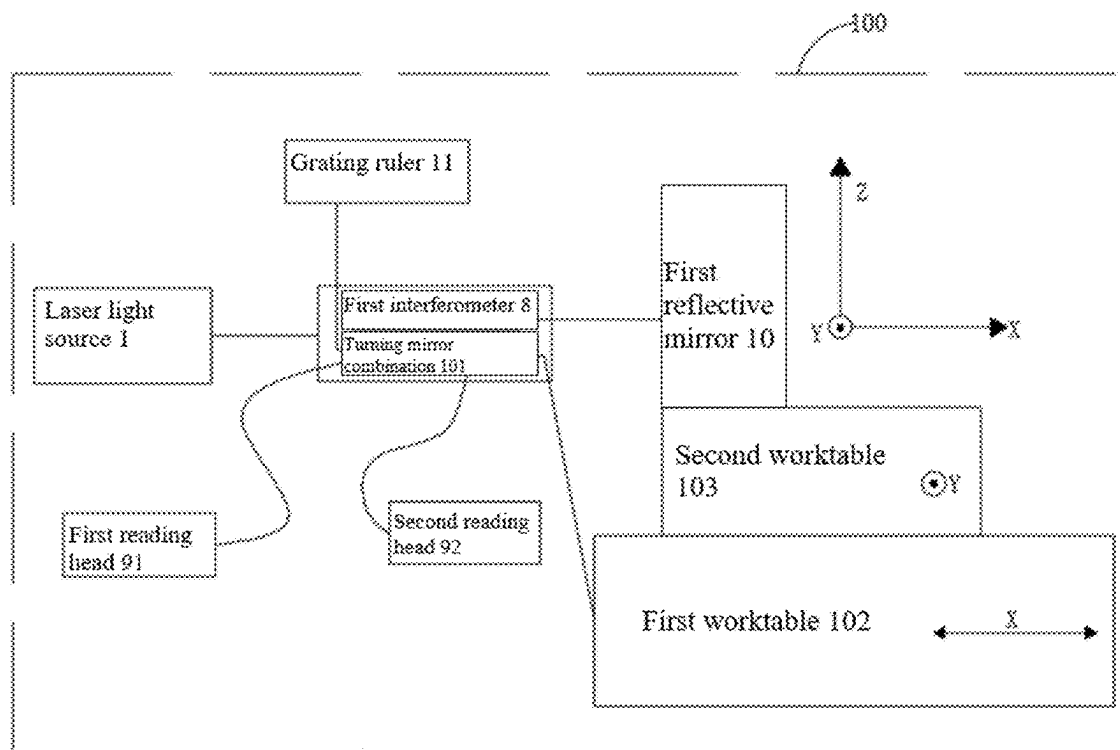 100
Grating ruler 11
Z
Laser light
source 1
First interferometer 8
Turning mirror
combination 101
First
reflective
mirror 10
Y
X
Second worktable
103
Y
First reading
head 91
Second reading
head 92
First worktable 102
X